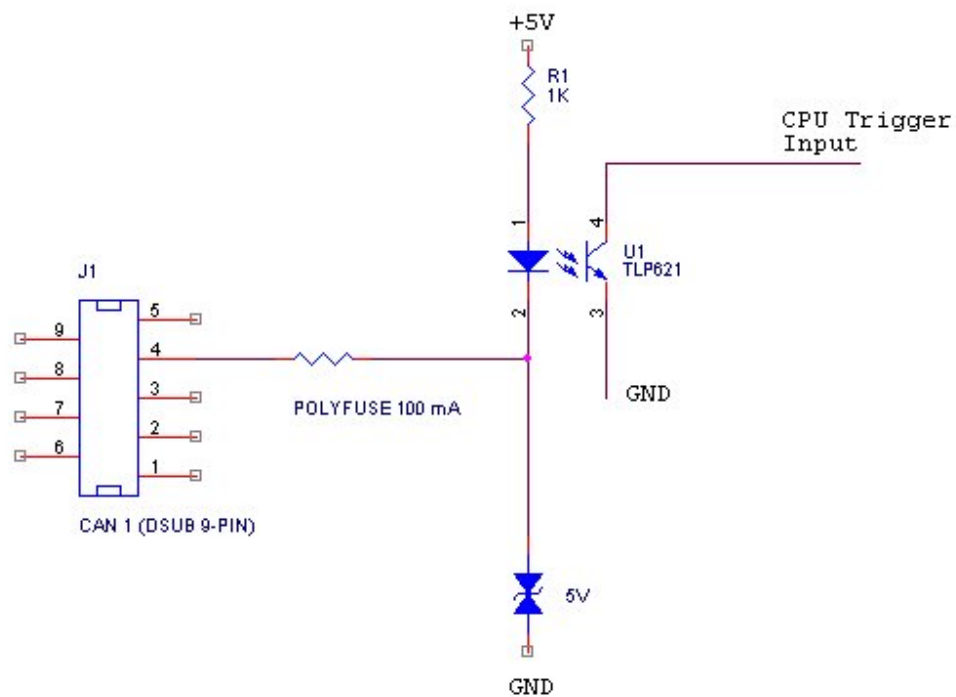 +5V
R1
1K
CPU Trigger
Input
1
4
U1
TLP621
J1
2
3
5
9
4
8
3
7
2
6
1
GND
POLYFUSE 100 mA
CAN 1 (DSUB 9-PIN)
5V
GND